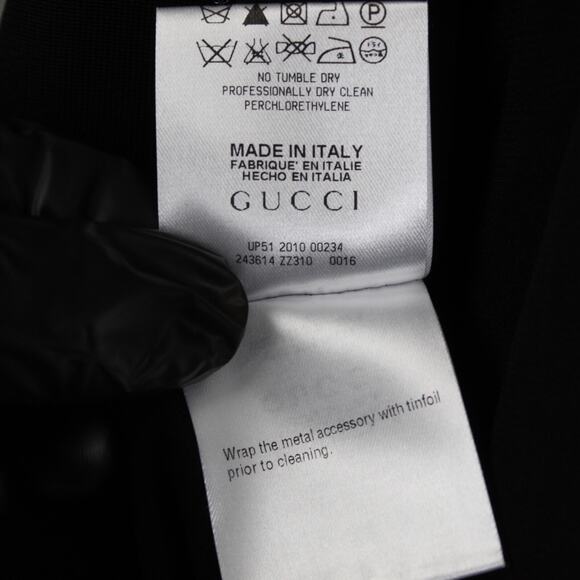 NO TUMBLE DRY
PROFESSIONALLY DRY CLEAN
PERCHLORETHYLENE
MADE IN ITALY
FABRIQUE' EN ITALIE
HECHO EN ITALIA
GUCCI
UP51 2010 00234
243614 ZZ310 0016
Wrap the metal accessory with tinfoil
prior to cleaning.